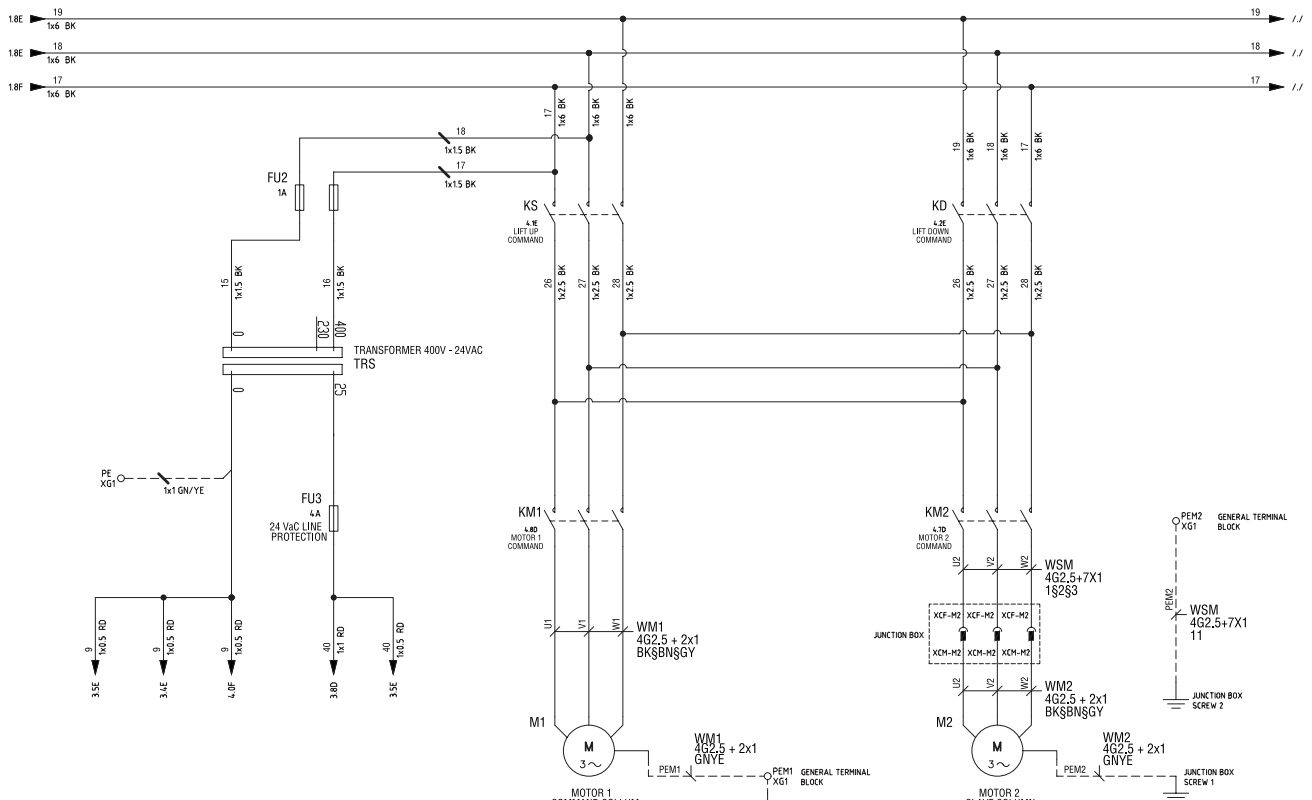 1.8E 19 19 /./
1x6 BK
1.8E 18 18 /./
1x6 BK
1.8F 17 17 /./
1x6 BK
17
1x6 BK
1x6 BK
1x6 BK
19
1x6 BK
18
1x6 BK
17
1x6 BK
18
1x1.5 BK
17
1x1.5 BK
FU2
1A
KS
4.1E
LIFT UP
COMMAND
KD
4.2E
LIFT DOWN
COMMAND
15
1x1.5 BK
16
1x1.5 BK
26
1x2.5 BK
27
1x2.5 BK
28
1x2.5 BK
26
1x2.5 BK
27
1x2.5 BK
28
1x2.5 BK
0
230
400
TRANSFORMER 400V - 24VAC
TRS
0
25
PE
XG1
1x1 GN/YE
FU3
4A
24 VaC LINE
PROTECTION
KM1
4.8D
MOTOR 1
COMMAND
KM2
4.7D
MOTOR 2
COMMAND
PEM2
XG1
GENERAL TERMINAL
BLOCK
U2
V2
W2
WSM
4G2.5+7X1
1§2§3
PEM2
WSM
4G2.5+7X1
11
9
1x0.5 RD
9
1x0.5 RD
9
1x0.5 RD
40
1x1 RD
40
1x0.5 RD
3.5E
3.4E
4.0F
3.8D
3.5E
U1
V1
W1
WM1
4G2.5 + 2x1
BK§BN§GY
XCF-M2 XCF-M2 XCF-M2
JUNCTION BOX
XCM-M2 XCM-M2 XCM-M2
U2
V2
W2
WM2
4G2.5 + 2x1
BK§BN§GY
JUNCTION BOX
SCREW 2
M1
M
3~
WM1
4G2.5 + 2x1
GNYE
PEM1
PEM1
XG1
GENERAL TERMINAL
BLOCK
MOTOR 1
COMMAND COLLUM
M2
M
3~
WM2
4G2.5 + 2x1
GNYE
PEM2
JUNCTION BOX
SCREW 1
MOTOR 2
SLAVE COLUMN